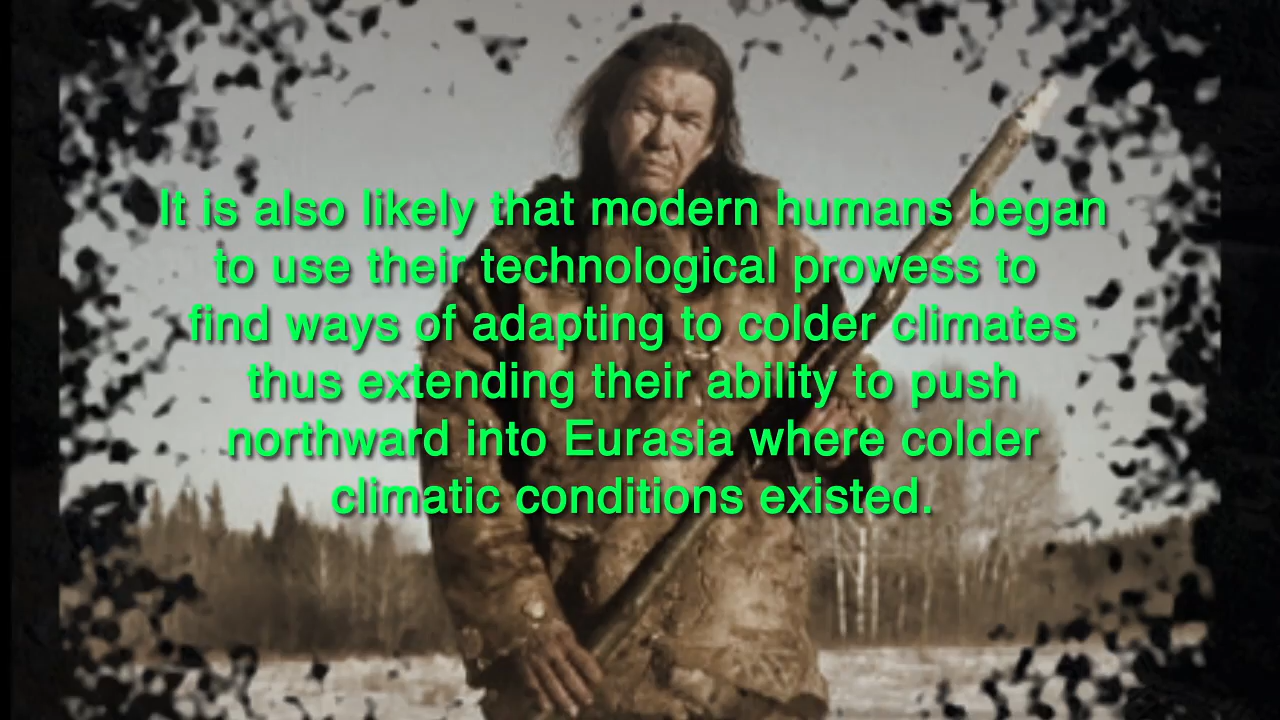 It is also likely that modern humans began
to use their technological prowess to
find ways of adapting to colder climates
thus extending their ability to push
northward into Eurasia where colder
climatic conditions existed.